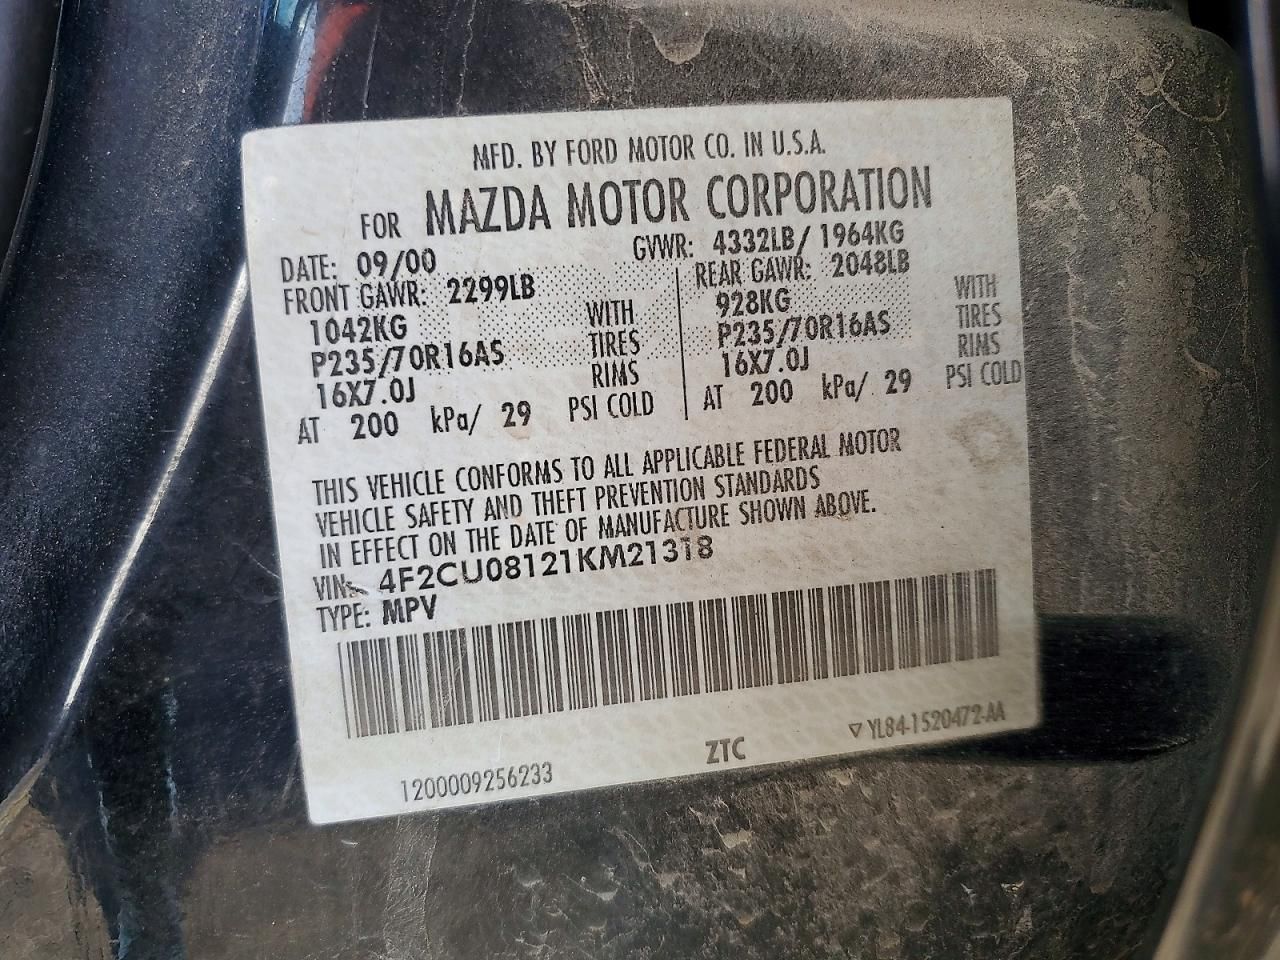 MFD. BY FORD MOTOR CO. IN U.S.A.
FOR MAZDA MOTOR CORPORATION
DATE: 09/00 GVWR: 4332LB/ 1964KG
FRONT GAWR: 2299LB REAR GAWR: 2048LB
1042KG WITH 928KG WITH
P235/70R16AS TIRES P235/70R16AS TIRES
16X7.0J RIMS 16X7.0J RIMS
AT 200 kPa/ 29 PSI COLD AT 200 kPa/ 29 PSI COLD
THIS VEHICLE CONFORMS TO ALL APPLICABLE FEDERAL MOTOR
VEHICLE SAFETY AND THEFT PREVENTION STANDARDS
IN EFFECT ON THE DATE OF MANUFACTURE SHOWN ABOVE.
VIN: 4F2CU08121KM21318
TYPE: MPV
1200009256233 ZTC ▽ YL84-1520472-AA